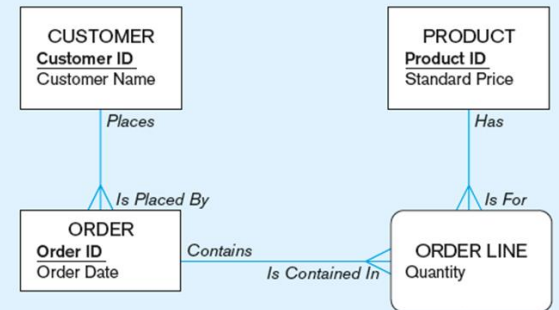 CUSTOMER
Customer ID
Customer Name
PRODUCT
Product ID
Standard Price
Places
Has
Is Placed By
Is For
ORDER
Order ID
Order Date
Contains
Is Contained In
ORDER LINE
Quantity